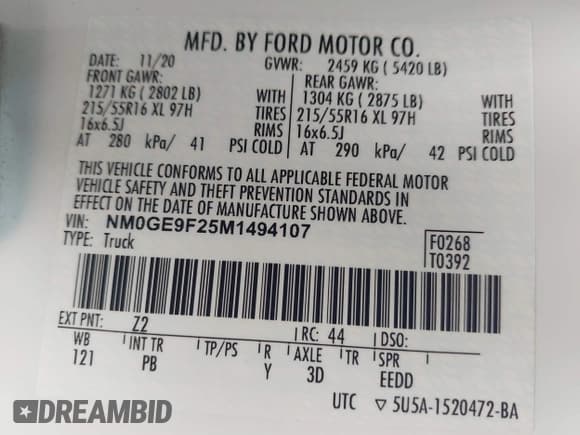 MFD. BY FORD MOTOR CO.
DATE: 11/20 GVWR: 2459 KG ( 5420 LB)
FRONT GAWR: REAR GAWR:
1271 KG ( 2802 LB) WITH 1304 KG ( 2875 LB) WITH
215/55R16 XL 97H TIRES 215/55R16 XL 97H TIRES
16x6.5J RIMS 16x6.5J RIMS
AT 280 kPa/ 41 PSI COLD AT 290 kPa/ 42 PSI COLD
THIS VEHICLE CONFORMS TO ALL APPLICABLE FEDERAL MOTOR
VEHICLE SAFETY AND THEFT PREVENTION STANDARDS IN
EFFECT ON THE DATE OF MANUFACTURE SHOWN ABOVE.
VIN: NM0GE9F25M1494107
TYPE: Truck F0268
T0392
EXT PNT: Z2 RC: 44 DSO:
WB INT TR TP/PS R AXLE TR SPR
121 PB Y 3D EEDD
UTC ▽ 5U5A-1520472-BA
DREAMBID